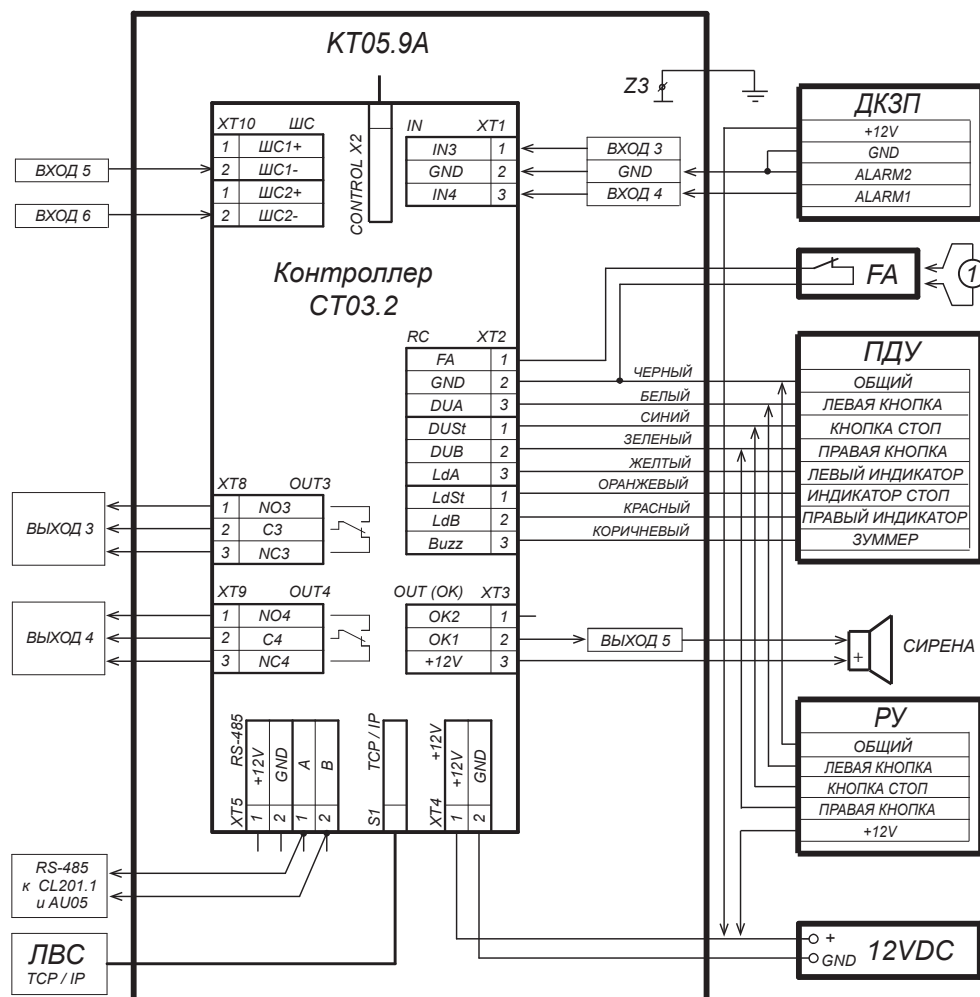 KT05.9A
Z3
ДКЗП
+12V
GND
ALARM2
ALARM1
XT10 ШС
1 ШС1+
2 ШС1-
1 ШС2+
2 ШС2-
ВХОД 5
ВХОД 6
CONTROL X2
IN XT1
IN3 1
GND 2
IN4 3
ВХОД 3
GND
ВХОД 4
Контроллер
CT03.2
FA
1
RC XT2
FA 1
GND 2
DUA 3
DUSt 1
DUB 2
LdA 3
LdSt 1
LdB 2
Buzz 3
ЧЕРНЫЙ
БЕЛЫЙ
СИНИЙ
ЗЕЛЕНЫЙ
ЖЕЛТЫЙ
ОРАНЖЕВЫЙ
КРАСНЫЙ
КОРИЧНЕВЫЙ
ПДУ
ОБЩИЙ
ЛЕВАЯ КНОПКА
КНОПКА СТОП
ПРАВАЯ КНОПКА
ЛЕВЫЙ ИНДИКАТОР
ИНДИКАТОР СТОП
ПРАВЫЙ ИНДИКАТОР
ЗУММЕР
XT8 OUT3
1 NO3
2 C3
3 NC3
ВЫХОД 3
XT9 OUT4
1 NO4
2 C4
3 NC4
ВЫХОД 4
OUT (OK) XT3
OK2 1
OK1 2
+12V 3
ВЫХОД 5
+
СИРЕНА
РУ
ОБЩИЙ
ЛЕВАЯ КНОПКА
КНОПКА СТОП
ПРАВАЯ КНОПКА
+12V
XT5 RS-485
1 +12V
2 GND
1 A
2 B
S1 TCP / IP
XT4 +12V
1 +12V
2 GND
RS-485
к CL201.1
и AU05
ЛВС
TCP / IP
+
GND
12VDC